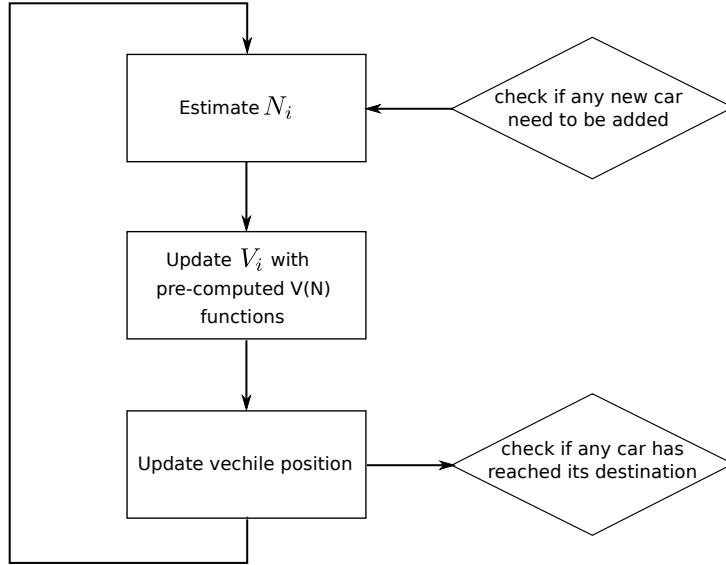 Estimate N_i
check if any new car
need to be added
Update V_i with
pre-computed V(N)
functions
Update vechile position
check if any car has
reached its destination